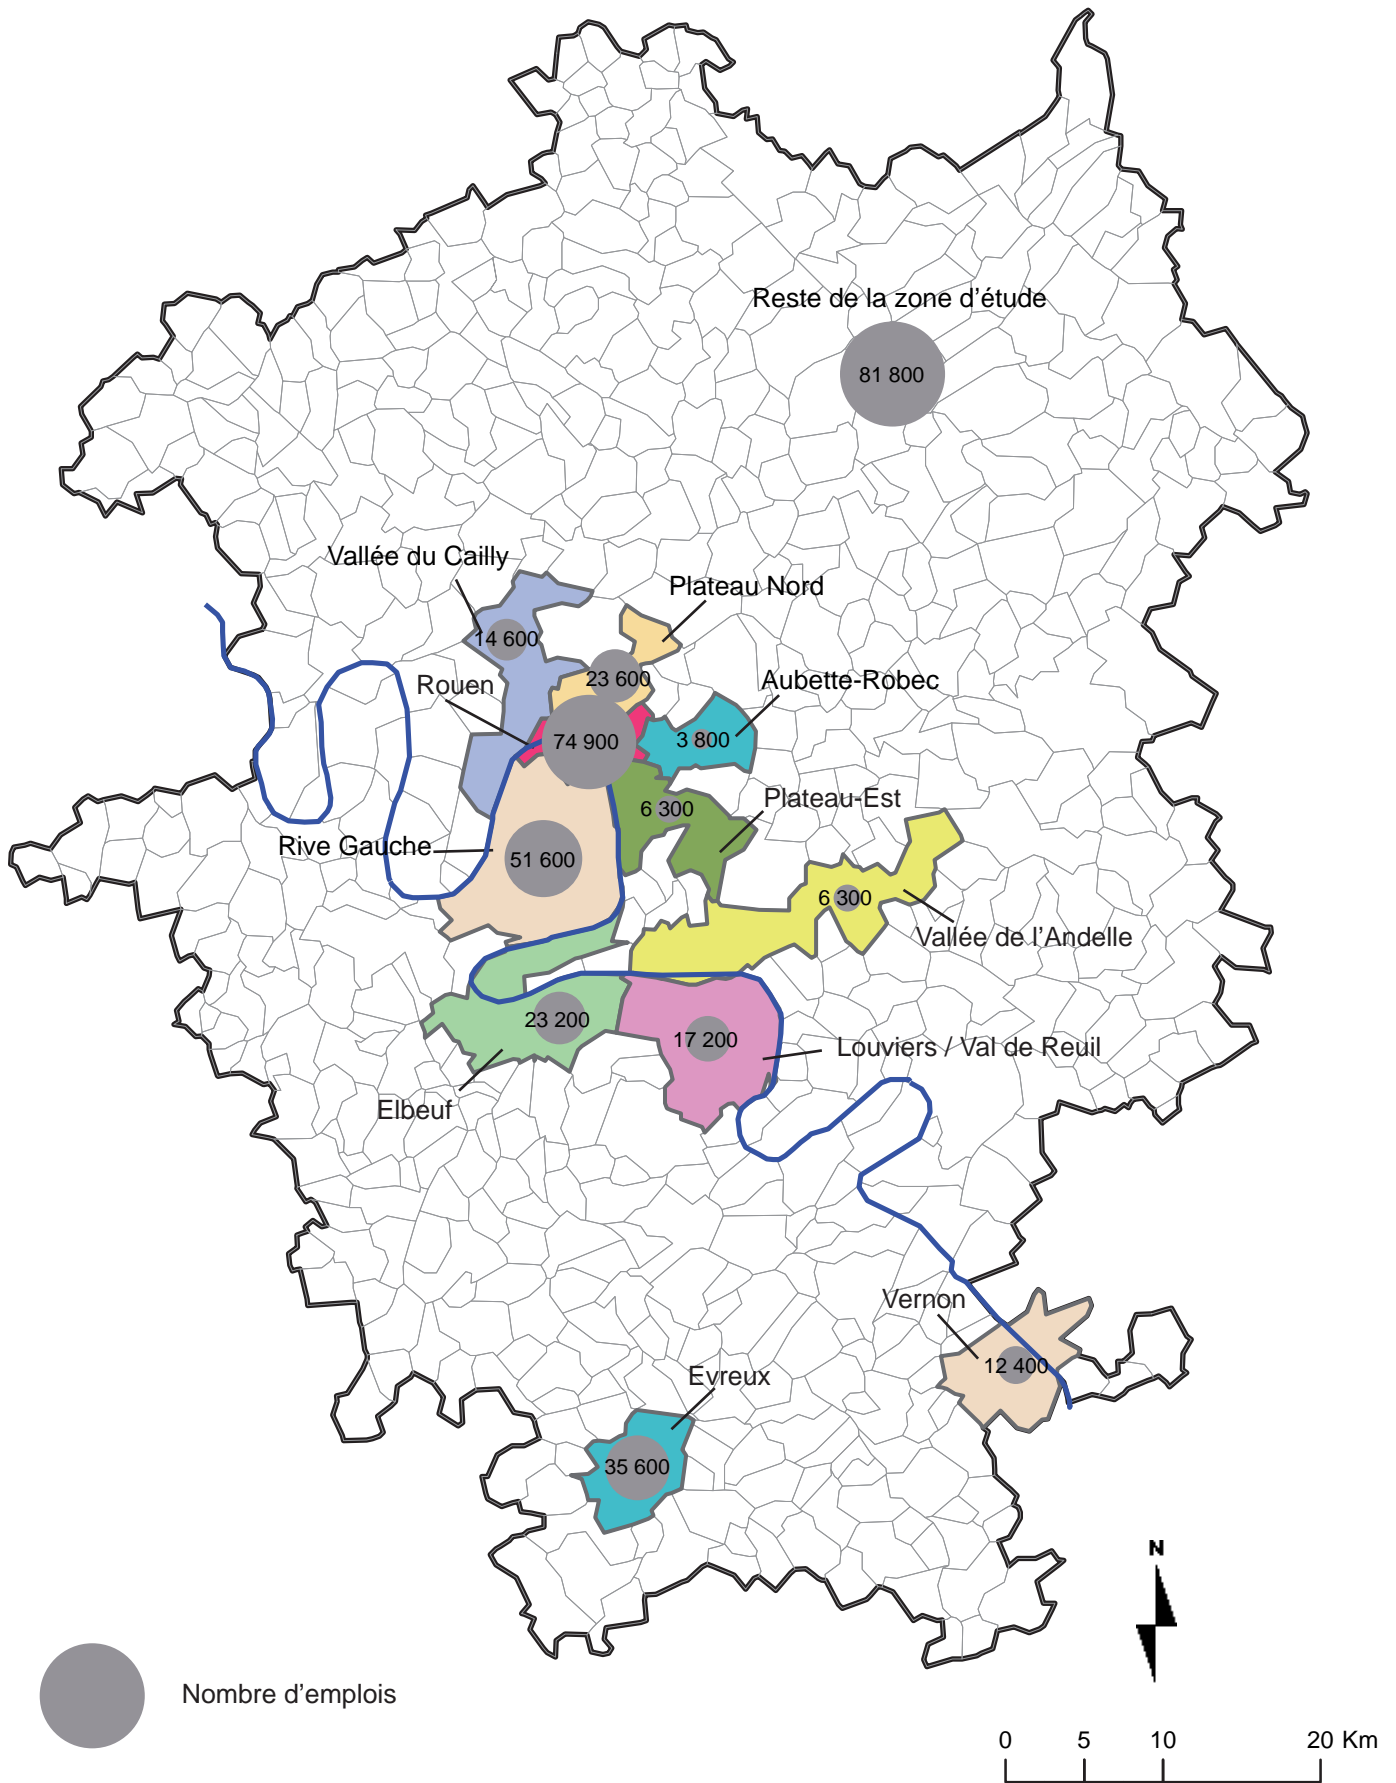 Reste de la zone d'étude
81 800
Vallée du Cailly
Plateau Nord
14 600
23 600
Rouen
Aubette-Robec
74 900
3 800
Plateau-Est
6 300
Rive Gauche
51 600
6 300
Vallée de l'Andelle
23 200
17 200
Louviers / Val de Reuil
Elbeuf
Vernon
12 400
Evreux
35 600
N
Nombre d'emplois
0 5 10 20 Km